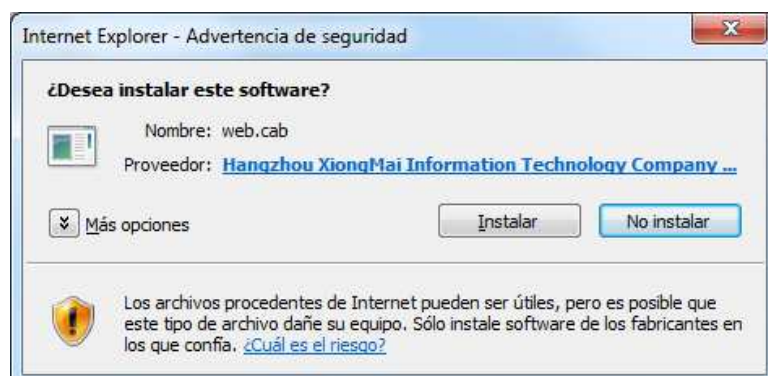 Internet Explorer - Advertencia de seguridad
¿Desea instalar este software?
Nombre: web.cab
Proveedor: Hangzhou XiongMai Information Technology Company ...
Más opciones
Instalar
No instalar
Los archivos procedentes de Internet pueden ser útiles, pero es posible que
este tipo de archivo dañe su equipo. Sólo instale software de los fabricantes en
los que confía. ¿Cuál es el riesgo?